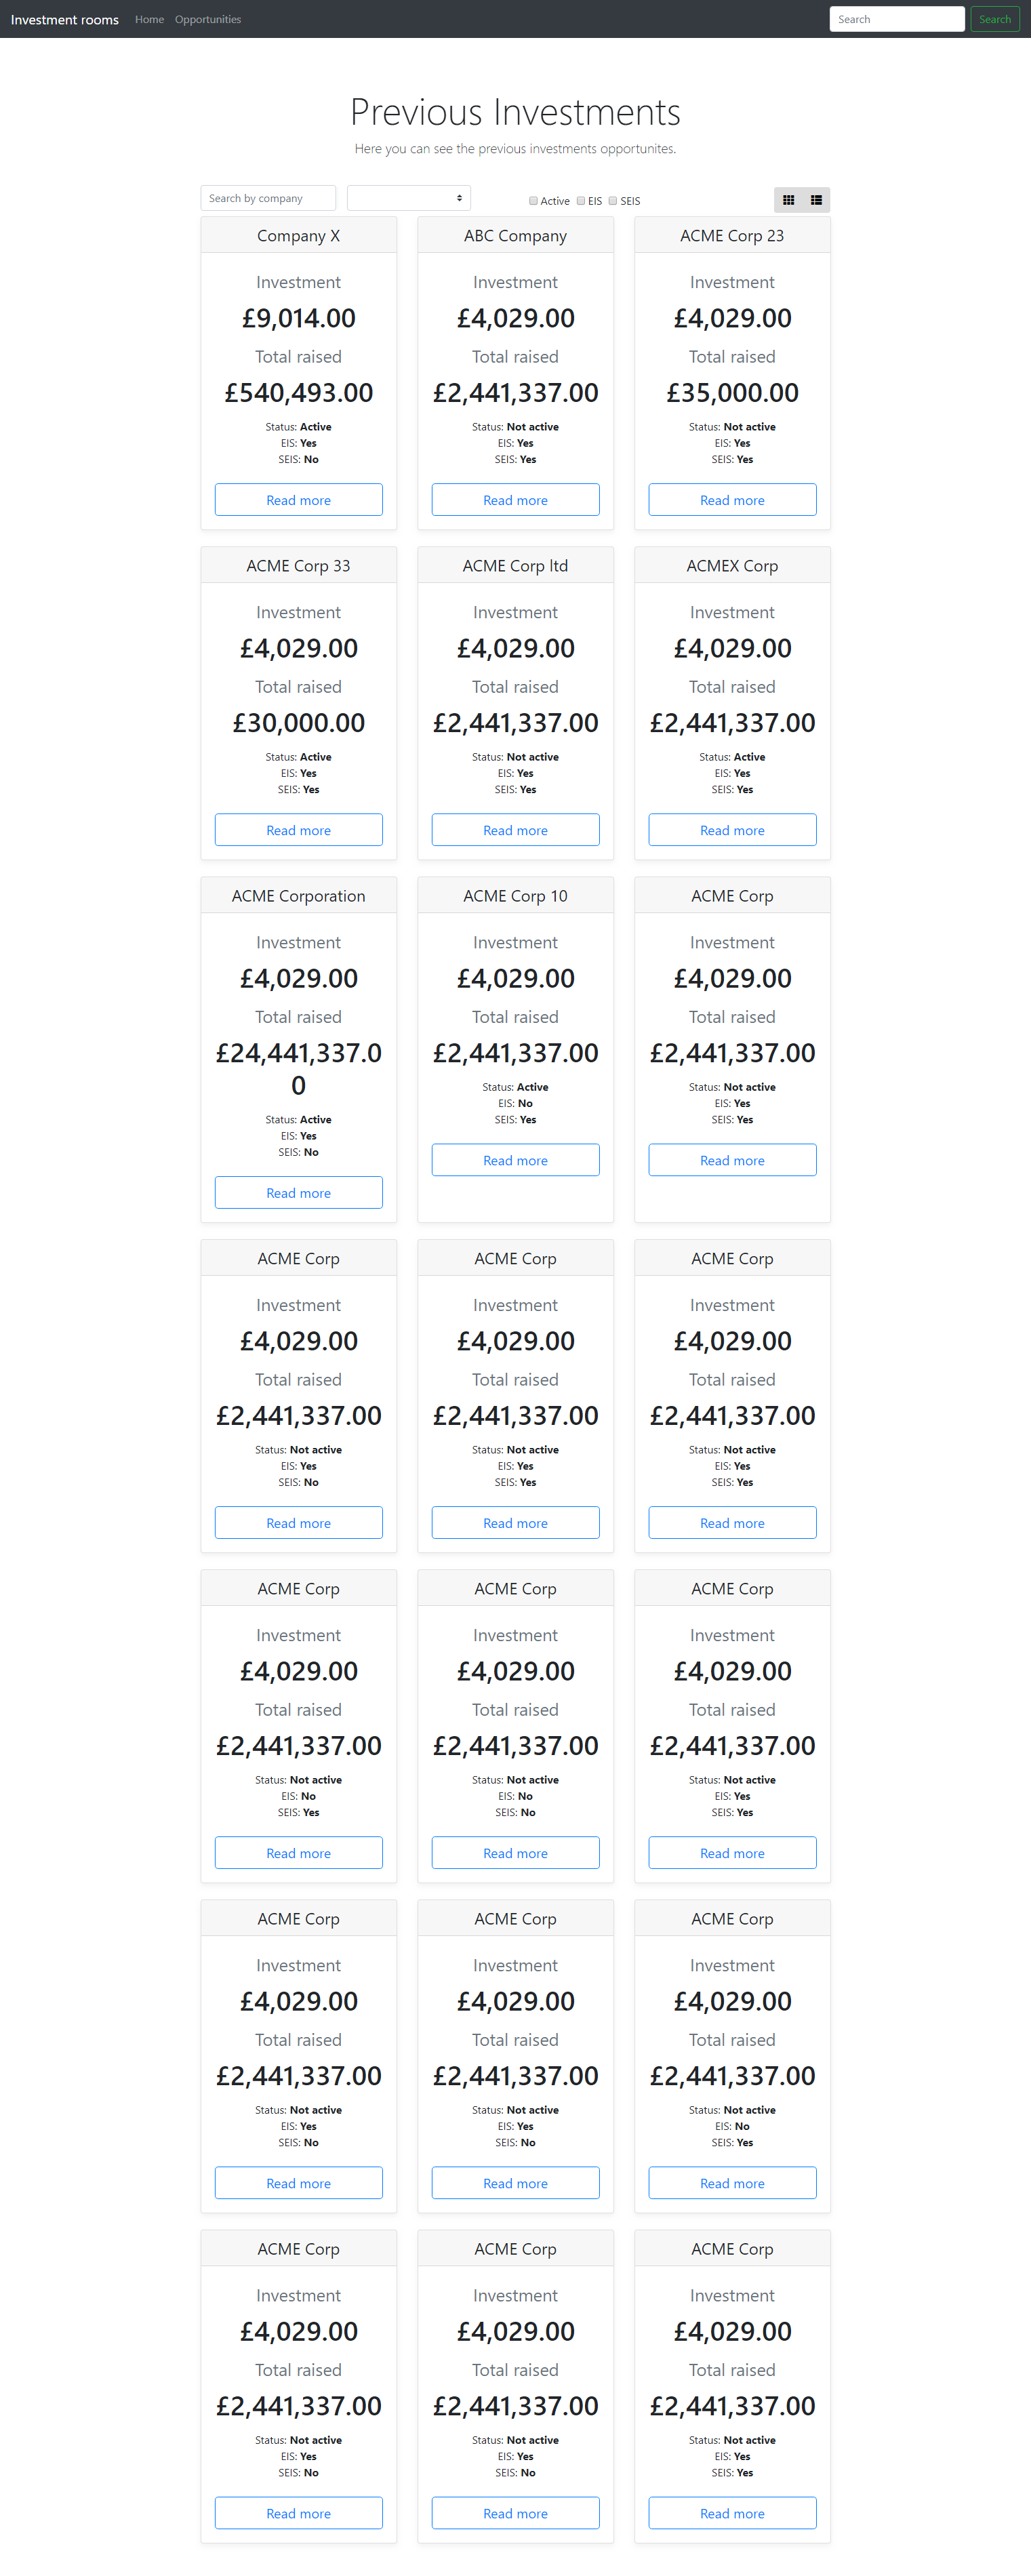 Investment rooms Home Opportunities Search Search
Previous Investments
Here you can see the previous investments opportunites.
Search by company Active EIS SEIS
Company X
Investment
£9,014.00
Total raised
£540,493.00
Status: Active
EIS: Yes
SEIS: No
Read more
ABC Company
Investment
£4,029.00
Total raised
£2,441,337.00
Status: Not active
EIS: Yes
SEIS: Yes
Read more
ACME Corp 23
Investment
£4,029.00
Total raised
£35,000.00
Status: Not active
EIS: Yes
SEIS: Yes
Read more
ACME Corp 33
Investment
£4,029.00
Total raised
£30,000.00
Status: Active
EIS: Yes
SEIS: Yes
Read more
ACME Corp ltd
Investment
£4,029.00
Total raised
£2,441,337.00
Status: Not active
EIS: Yes
SEIS: Yes
Read more
ACMEX Corp
Investment
£4,029.00
Total raised
£2,441,337.00
Status: Active
EIS: Yes
SEIS: Yes
Read more
ACME Corporation
Investment
£4,029.00
Total raised
£24,441,337.0
0
Status: Active
EIS: Yes
SEIS: No
Read more
ACME Corp 10
Investment
£4,029.00
Total raised
£2,441,337.00
Status: Active
EIS: No
SEIS: Yes
Read more
ACME Corp
Investment
£4,029.00
Total raised
£2,441,337.00
Status: Not active
EIS: Yes
SEIS: Yes
Read more
ACME Corp
Investment
£4,029.00
Total raised
£2,441,337.00
Status: Not active
EIS: Yes
SEIS: No
Read more
ACME Corp
Investment
£4,029.00
Total raised
£2,441,337.00
Status: Not active
EIS: Yes
SEIS: Yes
Read more
ACME Corp
Investment
£4,029.00
Total raised
£2,441,337.00
Status: Not active
EIS: Yes
SEIS: Yes
Read more
ACME Corp
Investment
£4,029.00
Total raised
£2,441,337.00
Status: Not active
EIS: No
SEIS: Yes
Read more
ACME Corp
Investment
£4,029.00
Total raised
£2,441,337.00
Status: Not active
EIS: No
SEIS: No
Read more
ACME Corp
Investment
£4,029.00
Total raised
£2,441,337.00
Status: Not active
EIS: Yes
SEIS: Yes
Read more
ACME Corp
Investment
£4,029.00
Total raised
£2,441,337.00
Status: Not active
EIS: Yes
SEIS: No
Read more
ACME Corp
Investment
£4,029.00
Total raised
£2,441,337.00
Status: Not active
EIS: Yes
SEIS: No
Read more
ACME Corp
Investment
£4,029.00
Total raised
£2,441,337.00
Status: Not active
EIS: No
SEIS: Yes
Read more
ACME Corp
Investment
£4,029.00
Total raised
£2,441,337.00
Status: Not active
EIS: Yes
SEIS: No
Read more
ACME Corp
Investment
£4,029.00
Total raised
£2,441,337.00
Status: Not active
EIS: Yes
SEIS: No
Read more
ACME Corp
Investment
£4,029.00
Total raised
£2,441,337.00
Status: Not active
EIS: Yes
SEIS: Yes
Read more